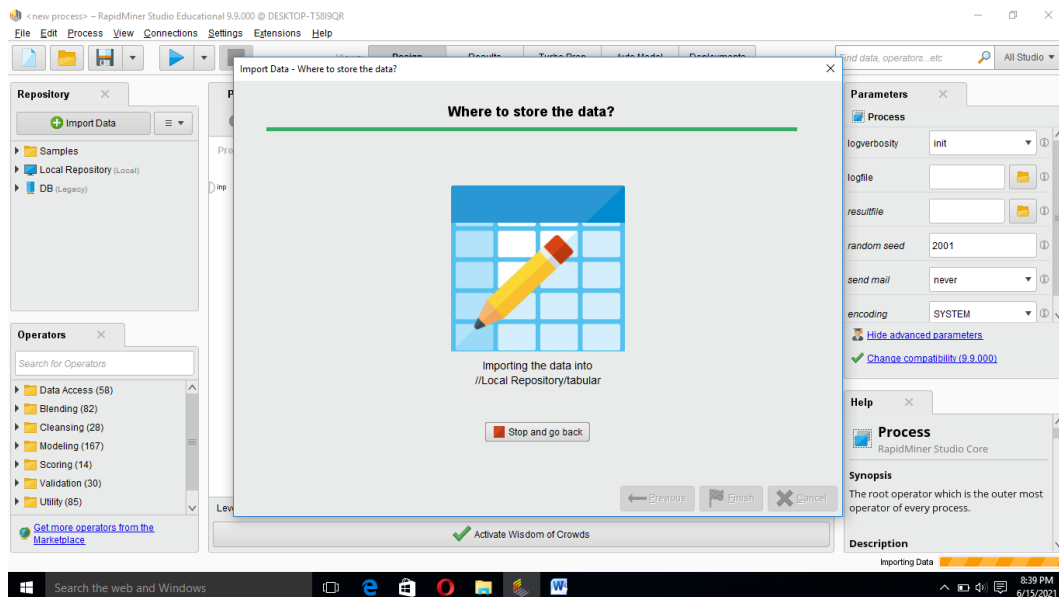 <new process> – RapidMiner Studio Educational 9.9.000 @ DESKTOP-T58I9QR
File Edit Process View Connections Settings Extensions Help
Find data, operators...etc All Studio
Import Data - Where to store the data?
Where to store the data?
Importing the data into
//Local Repository/tabular
Stop and go back
Previous Finish Cancel
Repository
Import Data
Samples
Local Repository (Local)
DB (Legacy)
inp
Operators
Search for Operators
Data Access (58)
Blending (82)
Cleansing (28)
Modeling (167)
Scoring (14)
Validation (30)
Utility (85)
Get more operators from the
Marketplace
Activate Wisdom of Crowds
Parameters
Process
logverbosity init
logfile
resultfile
random seed 2001
send mail never
encoding SYSTEM
Hide advanced parameters
Change compatibility (9.9.000)
Help
Process
RapidMiner Studio Core
Synopsis
The root operator which is the outer most
operator of every process.
Description
Importing Data
Search the web and Windows
8:39 PM
6/15/2021